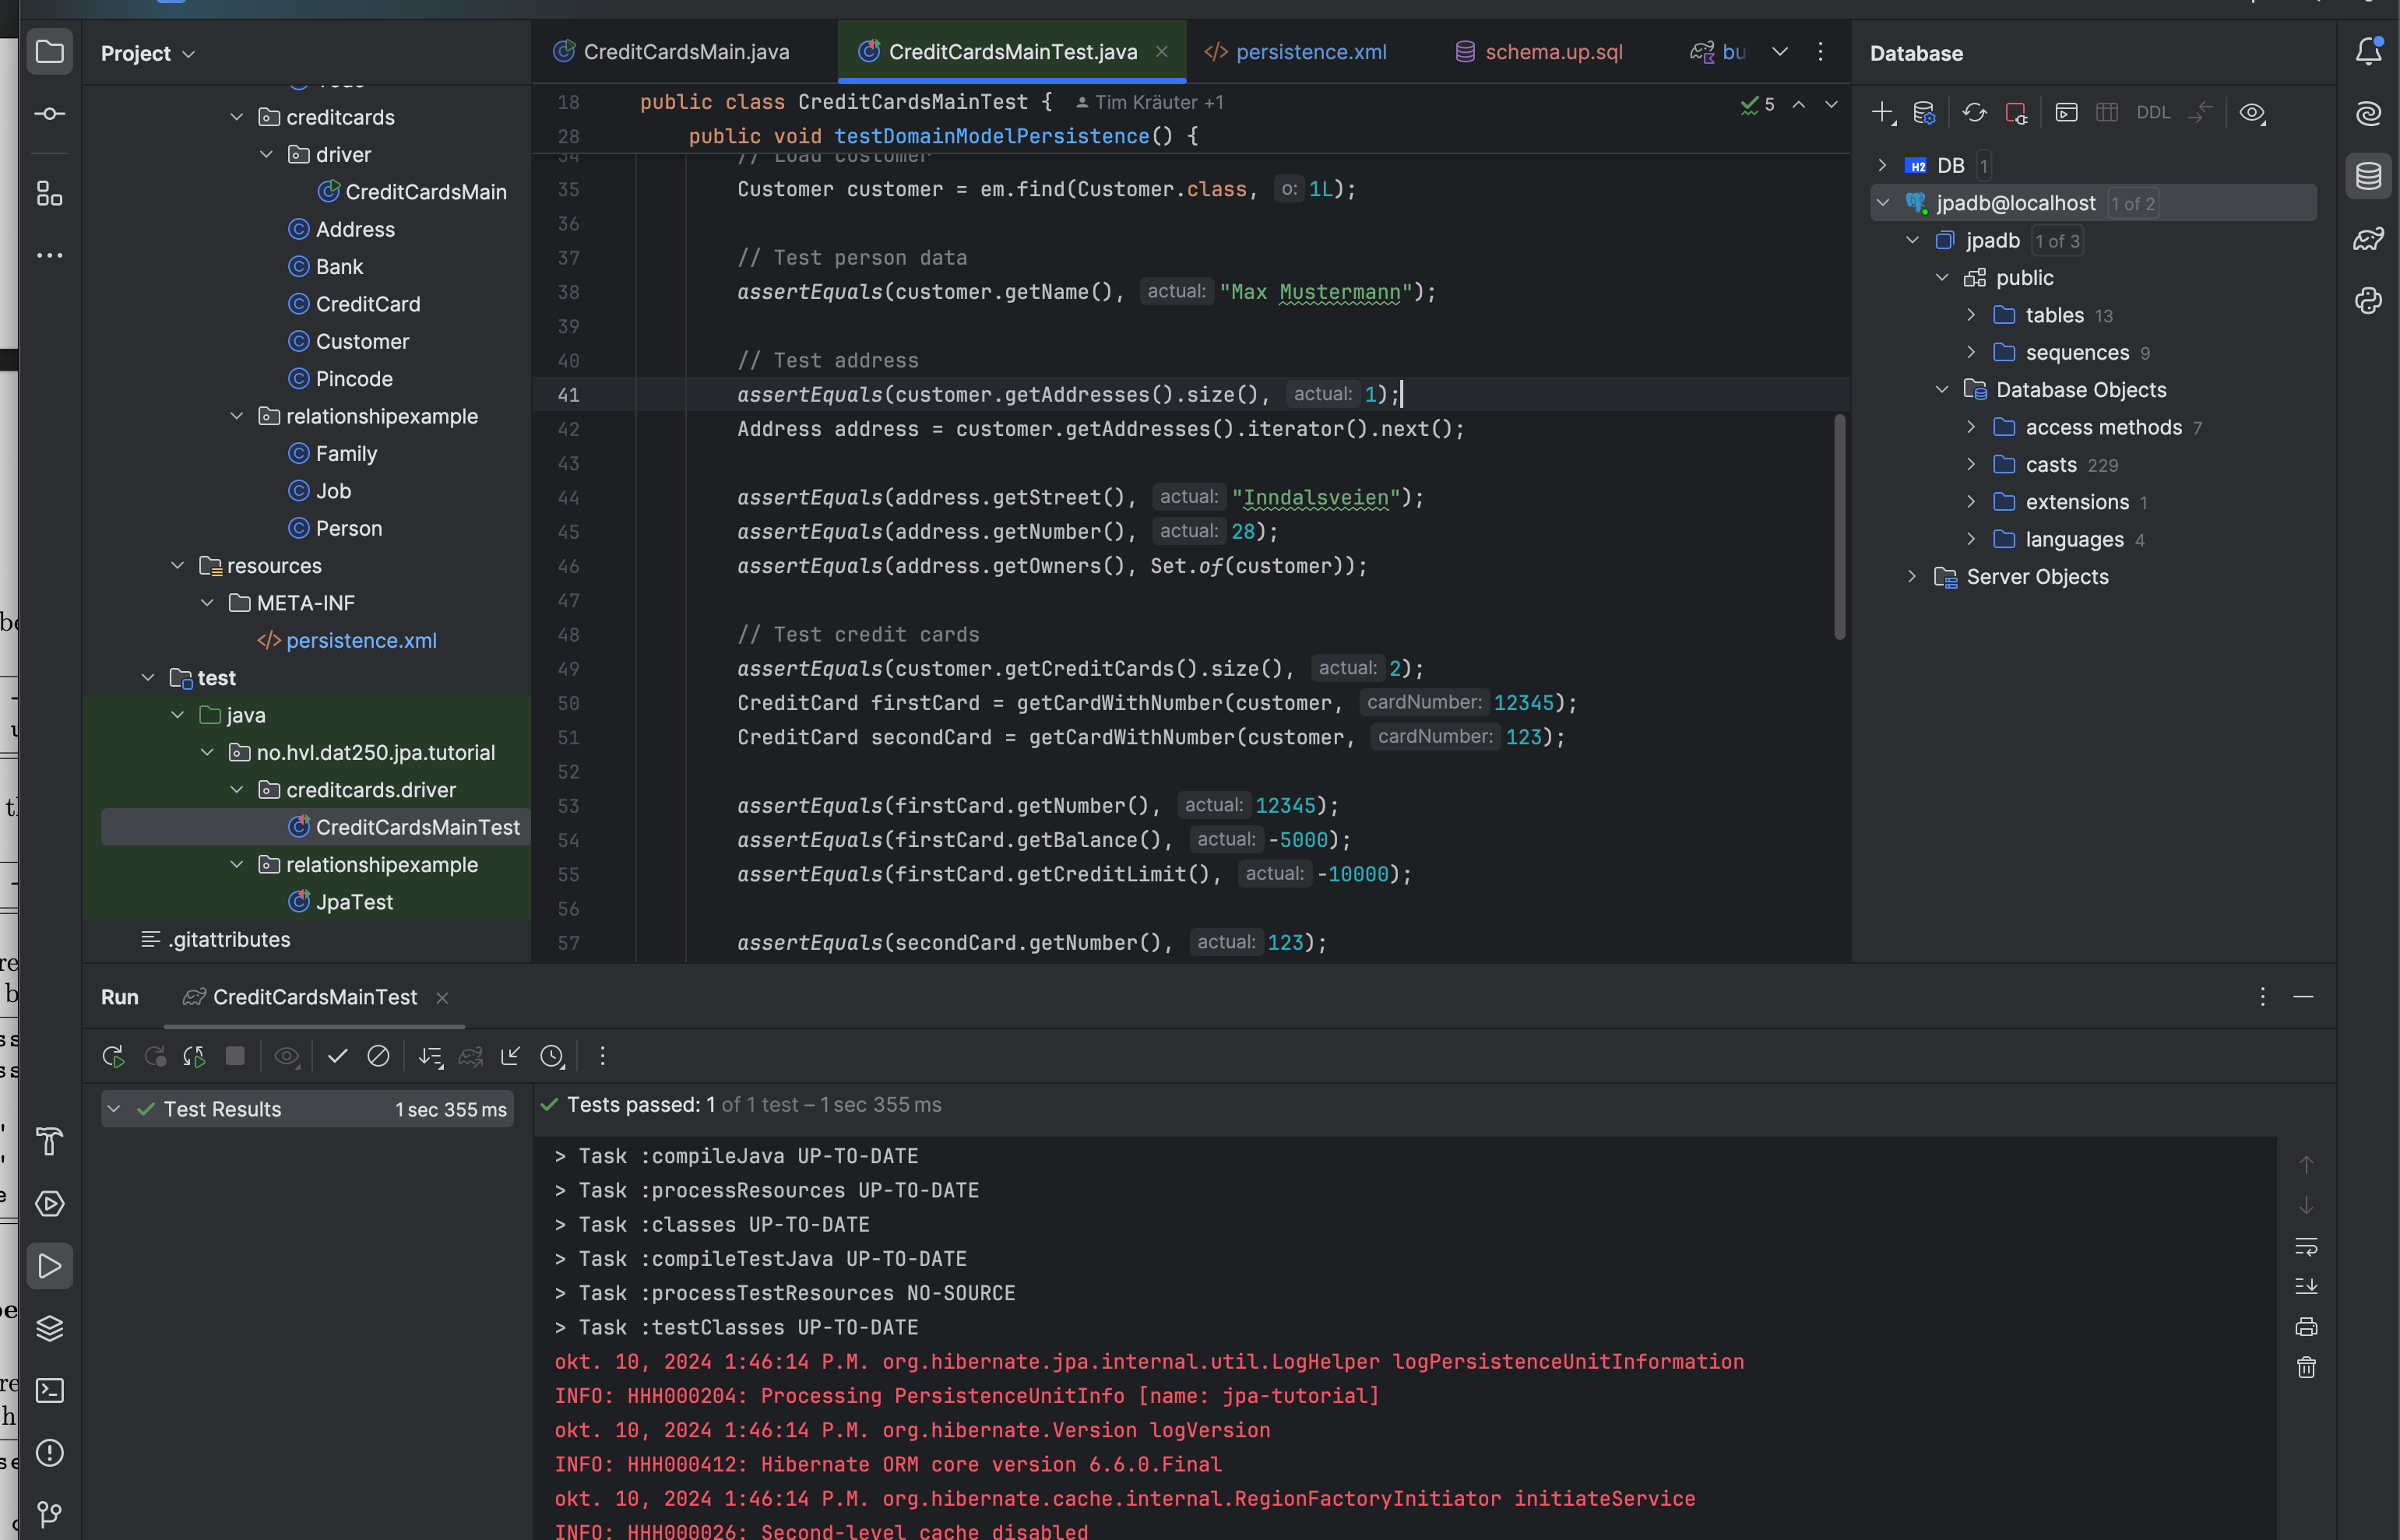 Project
creditcards
driver
CreditCardsMain
Address
Bank
CreditCard
Customer
Pincode
relationshipexample
Family
Job
Person
resources
META-INF
persistence.xml
test
java
no.hvl.dat250.jpa.tutorial
creditcards.driver
CreditCardsMainTest
relationshipexample
JpaTest
.gitattributes
CreditCardsMain.java CreditCardsMainTest.java persistence.xml schema.up.sql bu
18 public class CreditCardsMainTest { Tim Kräuter +1
5
28 public void testDomainModelPersistence() {
34 // Load customer
35 Customer customer = em.find(Customer.class, o: 1L);
36
37 // Test person data
38 assertEquals(customer.getName(), actual: "Max Mustermann");
39
40 // Test address
41 assertEquals(customer.getAddresses().size(), actual: 1);
42 Address address = customer.getAddresses().iterator().next();
43
44 assertEquals(address.getStreet(), actual: "Inndalsveien");
45 assertEquals(address.getNumber(), actual: 28);
46 assertEquals(address.getOwners(), Set.of(customer));
47
48 // Test credit cards
49 assertEquals(customer.getCreditCards().size(), actual: 2);
50 CreditCard firstCard = getCardWithNumber(customer, cardNumber: 12345);
51 CreditCard secondCard = getCardWithNumber(customer, cardNumber: 123);
52
53 assertEquals(firstCard.getNumber(), actual: 12345);
54 assertEquals(firstCard.getBalance(), actual: -5000);
55 assertEquals(firstCard.getCreditLimit(), actual: -10000);
56
57 assertEquals(secondCard.getNumber(), actual: 123);
Database
DDL
H2 DB 1
jpadb@localhost 1 of 2
jpadb 1 of 3
public
tables 13
sequences 9
Database Objects
access methods 7
casts 229
extensions 1
languages 4
Server Objects
Run CreditCardsMainTest
Test Results 1 sec 355 ms
Tests passed: 1 of 1 test – 1 sec 355 ms
> Task :compileJava UP-TO-DATE
> Task :processResources UP-TO-DATE
> Task :classes UP-TO-DATE
> Task :compileTestJava UP-TO-DATE
> Task :processTestResources NO-SOURCE
> Task :testClasses UP-TO-DATE
okt. 10, 2024 1:46:14 P.M. org.hibernate.jpa.internal.util.LogHelper logPersistenceUnitInformation
INFO: HHH000204: Processing PersistenceUnitInfo [name: jpa-tutorial]
okt. 10, 2024 1:46:14 P.M. org.hibernate.Version logVersion
INFO: HHH000412: Hibernate ORM core version 6.6.0.Final
okt. 10, 2024 1:46:14 P.M. org.hibernate.cache.internal.RegionFactoryInitiator initiateService
INFO: HHH000026: Second-level cache disabled